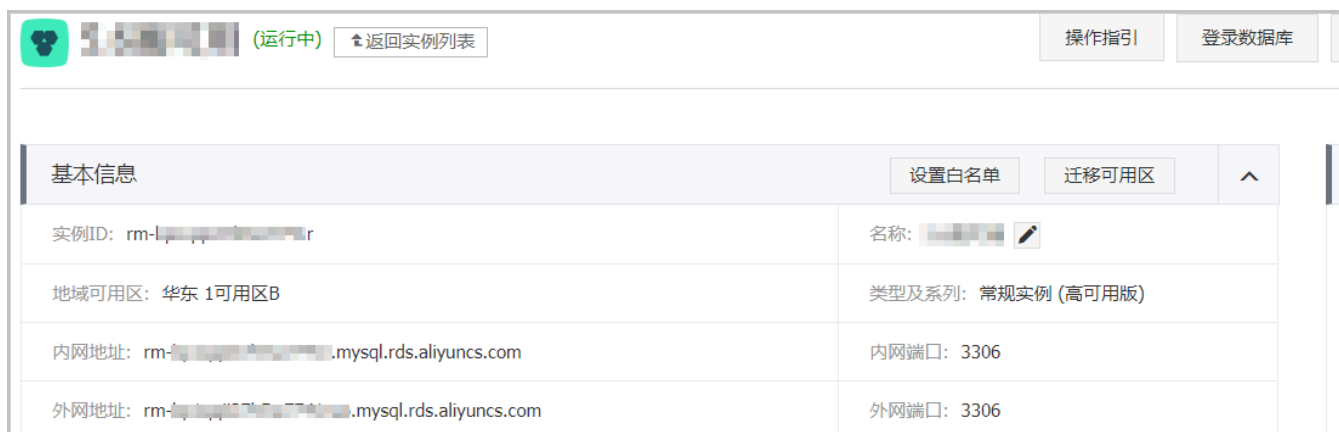 (运行中) 返回实例列表 操作指引 登录数据库
基本信息 设置白名单 迁移可用区
实例ID: rm- r 名称:
地域可用区: 华东 1可用区B 类型及系列: 常规实例 (高可用版)
内网地址: rm- .mysql.rds.aliyuncs.com 内网端口: 3306
外网地址: rm- .mysql.rds.aliyuncs.com 外网端口: 3306